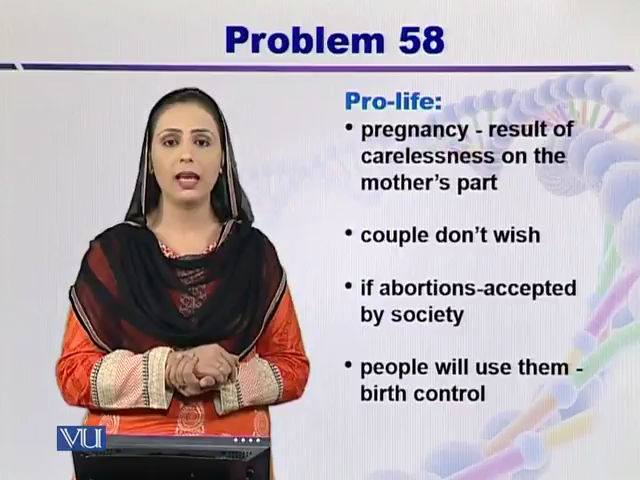 Problem 58
Pro-life:
• pregnancy - result of
carelessness on the
mother's part
• couple don't wish
• if abortions-accepted
by society
• people will use them -
birth control
VU